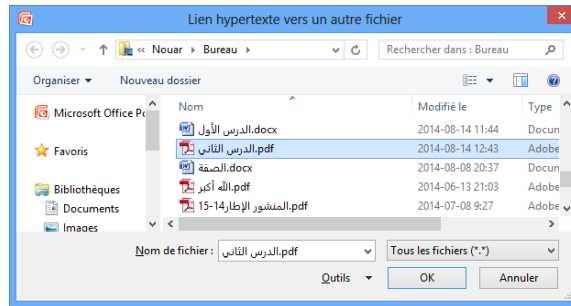 Lien hypertexte vers un autre fichier
« Nouar Bureau
Rechercher dans : Bureau
Organiser Nouveau dossier
Nom Modifié le Type
Microsoft Office Po
Favoris
Bibliothèques
Documents
Images
الدرس الأول.docx 2014-08-14 11:44 Docun
الدرس الثاني.pdf 2014-08-14 12:43 Adobe
الصفة.docx 2014-08-08 20:37 Docun
الله أكبر.pdf 2014-06-13 21:03 Adobe
المنشور الإطار14-15.pdf 2014-07-08 9:27 Adobe
Nom de fichier : الدرس الثاني.pdf Tous les fichiers (*.*)
Outils OK Annuler